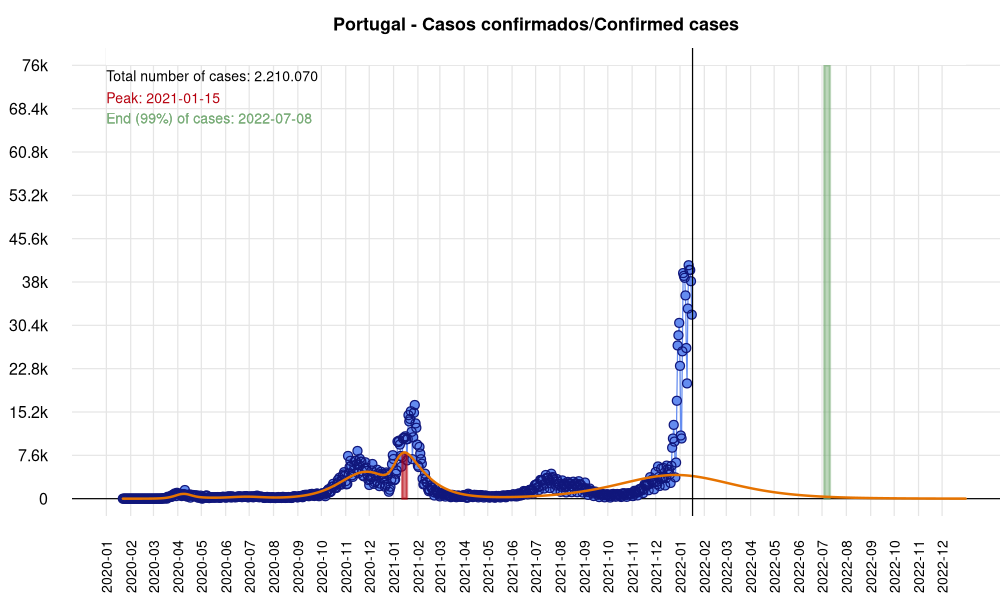 Portugal - Casos confirmados/Confirmed cases
Total number of cases: 2.210.070
Peak: 2021-01-15
End (99%) of cases: 2022-07-08
76k
68.4k
60.8k
53.2k
45.6k
38k
30.4k
22.8k
15.2k
7.6k
0
2020-01
2020-02
2020-03
2020-04
2020-05
2020-06
2020-07
2020-08
2020-09
2020-10
2020-11
2020-12
2021-01
2021-02
2021-03
2021-04
2021-05
2021-06
2021-07
2021-08
2021-09
2021-10
2021-11
2021-12
2022-01
2022-02
2022-03
2022-04
2022-05
2022-06
2022-07
2022-08
2022-09
2022-10
2022-11
2022-12